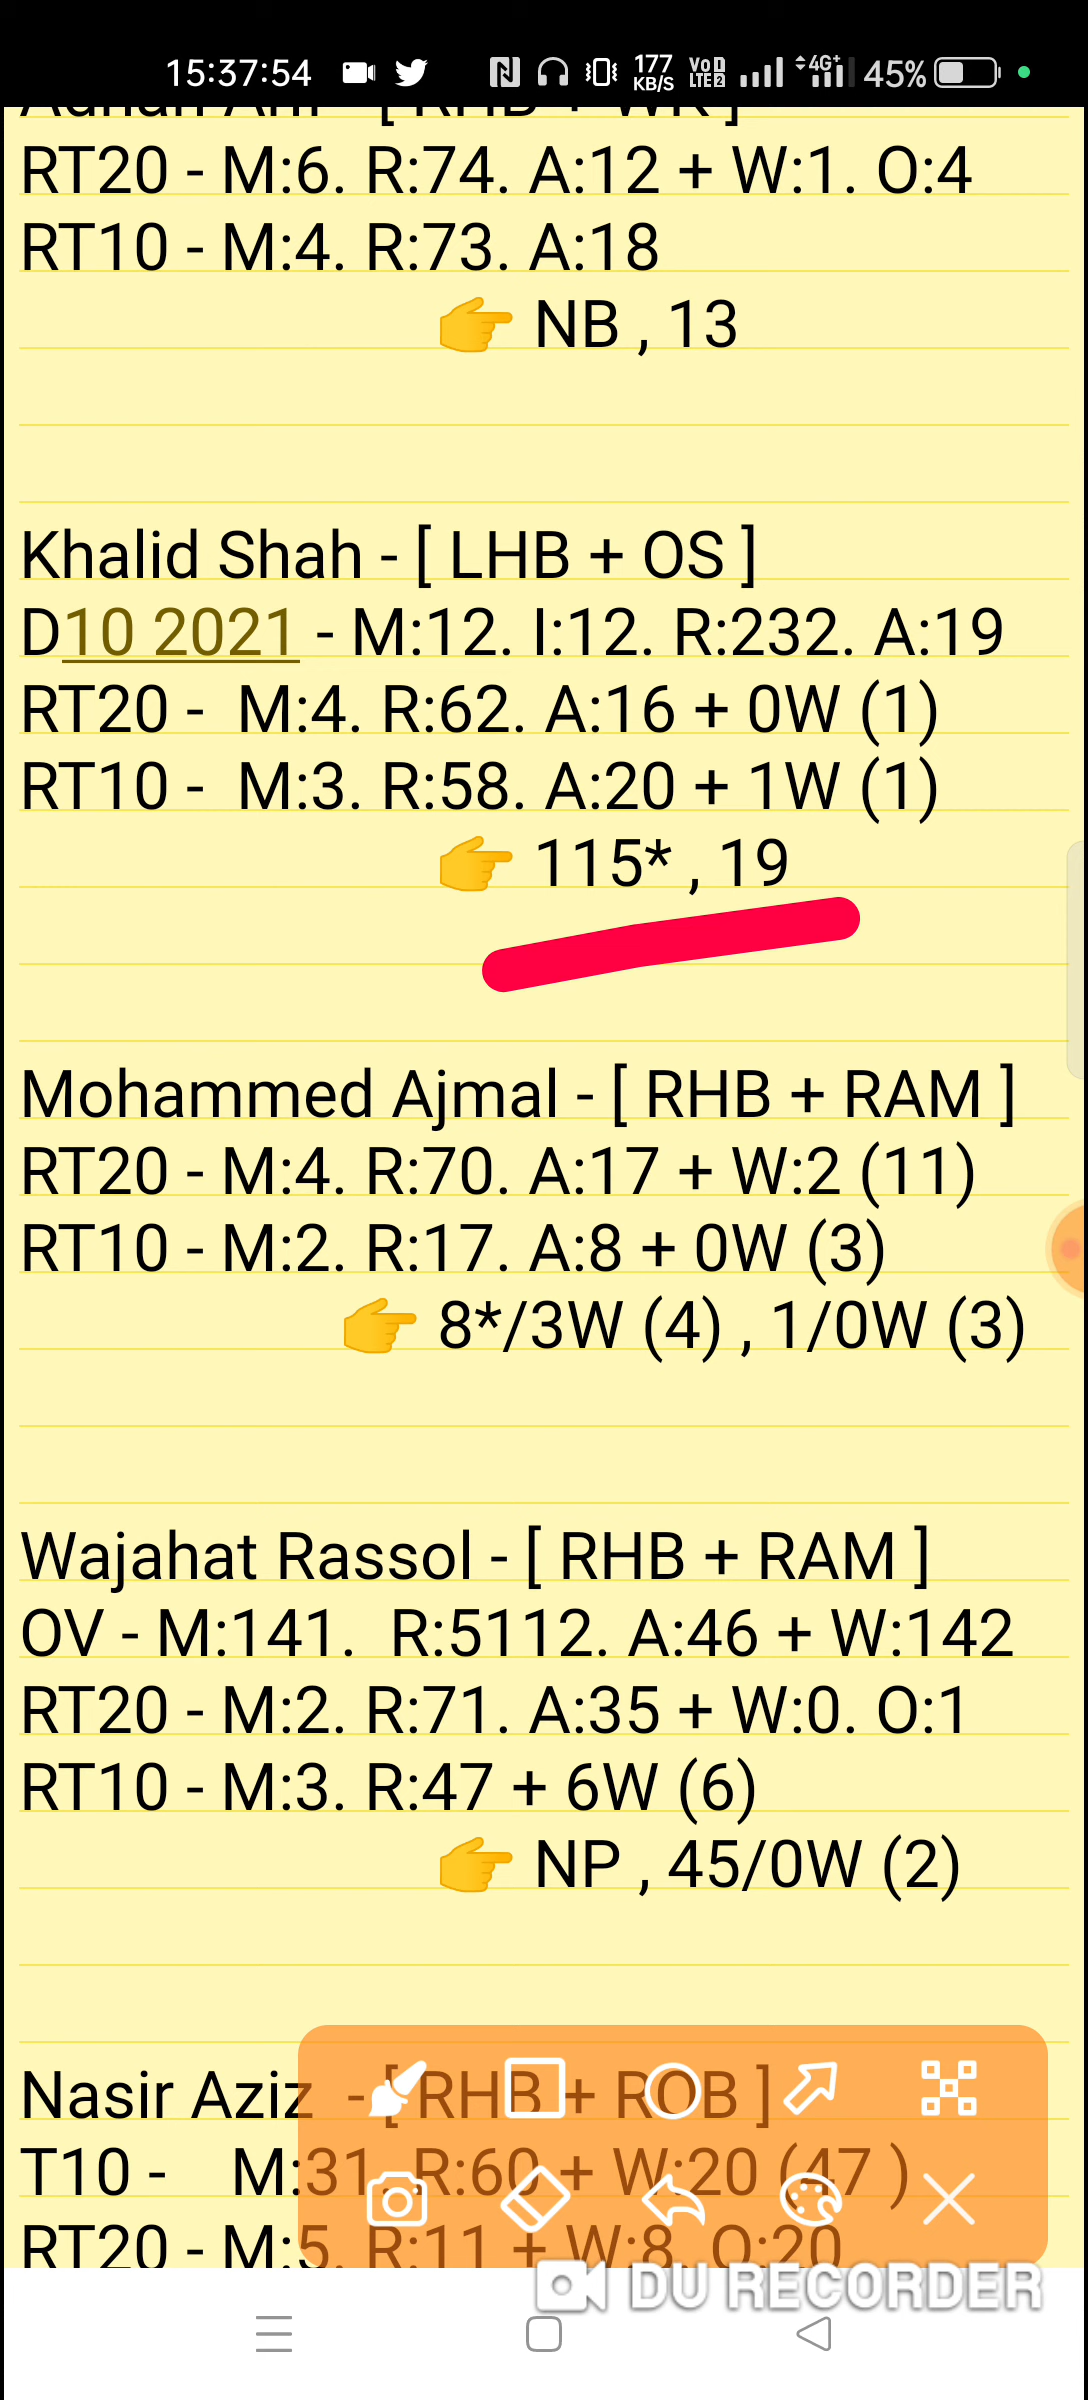 15:37:54 177 KB/S VoD LTE2 4G+ 45%
RT20 - M:6. R:74. A:12 + W:1. O:4
RT10 - M:4. R:73. A:18
👉 NB , 13
Khalid Shah - [ LHB + OS ]
D10 2021 - M:12. I:12. R:232. A:19
RT20 -  M:4. R:62. A:16 + 0W (1)
RT10 -  M:3. R:58. A:20 + 1W (1)
👉 115* , 19
Mohammed Ajmal - [ RHB + RAM ]
RT20 - M:4. R:70. A:17 + W:2 (11)
RT10 - M:2. R:17. A:8 + 0W (3)
👉 8*/3W (4) , 1/0W (3)
Wajahat Rassol - [ RHB + RAM ]
OV - M:141.  R:5112. A:46 + W:142
RT20 - M:2. R:71. A:35 + W:0. O:1
RT10 - M:3. R:47 + 6W (6)
👉 NP , 45/0W (2)
Nasir Aziz  - [ RHB + ROB ]
T10 -    M:31. R:60 + W:20 (47 )
RT20 - M:5. R:11 + W:8. O:20
DU RECORDER